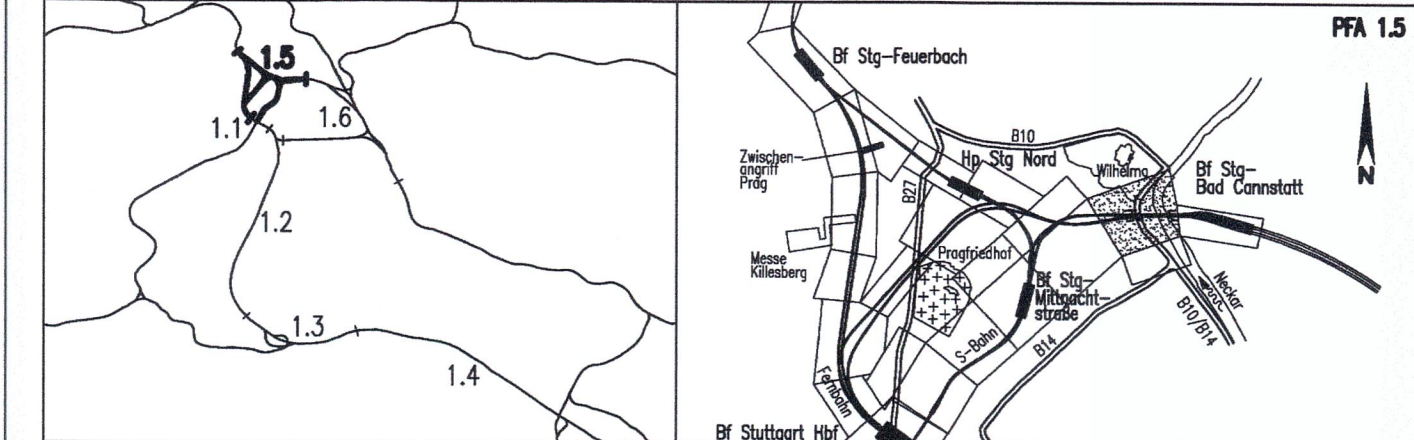 1.5
1.1
1.6
1.2
1.3
1.4
PFA 1.5
Bf Stg-Feuerbach
N
B10
Zwischen-
angriff
Prag
Hp Stg Nord
Wilhelma
Bf Stg-
Bad Cannstatt
B27
Messe
Killesberg
Pragfriedhof
Bf Stg-
Mittnacht-
straße
Neckar
B10/B14
S-Bahn
B14
Fernbahn
Bf Stuttgart Hbf